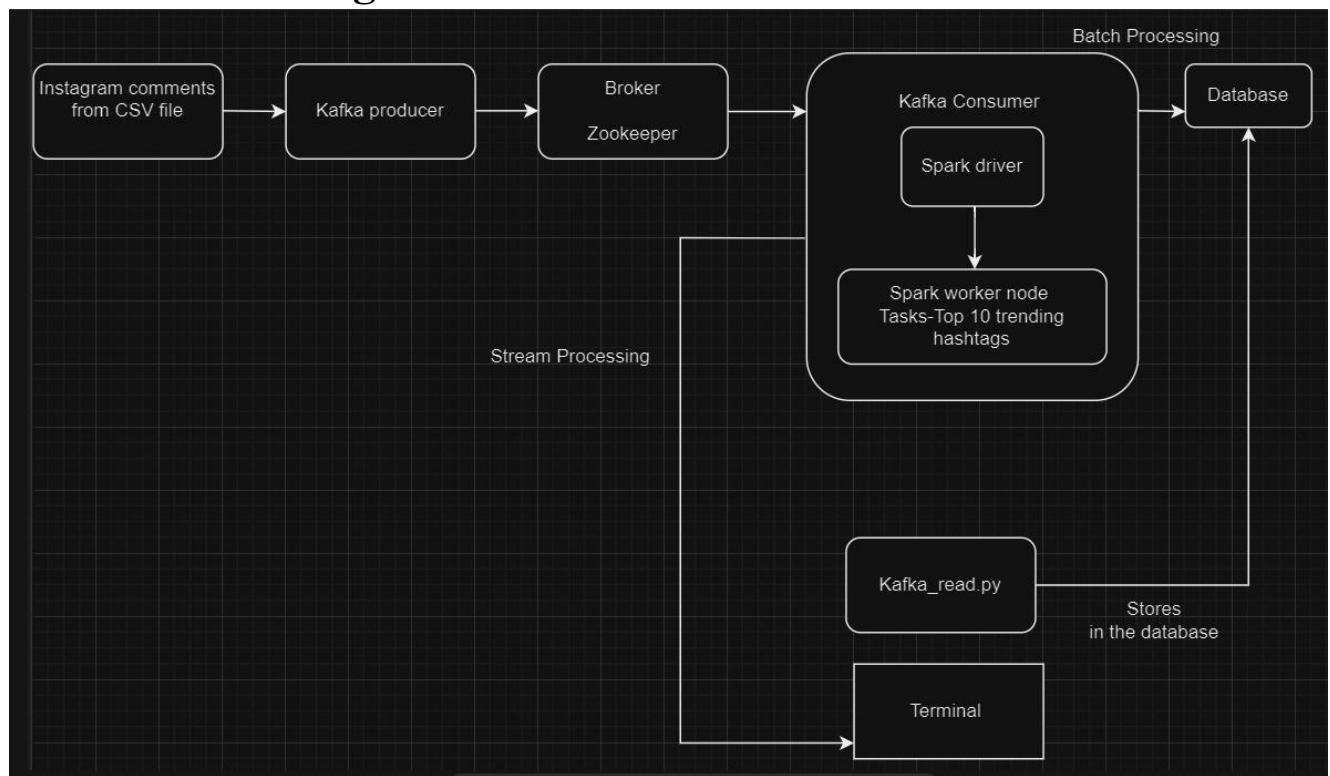 Batch Processing
Instagram comments
from CSV file
Kafka producer
Broker
Zookeeper
Kafka Consumer
Database
Spark driver
Spark worker node
Tasks-Top 10 trending
hashtags
Stream Processing
Kafka_read.py
Stores
in the database
Terminal